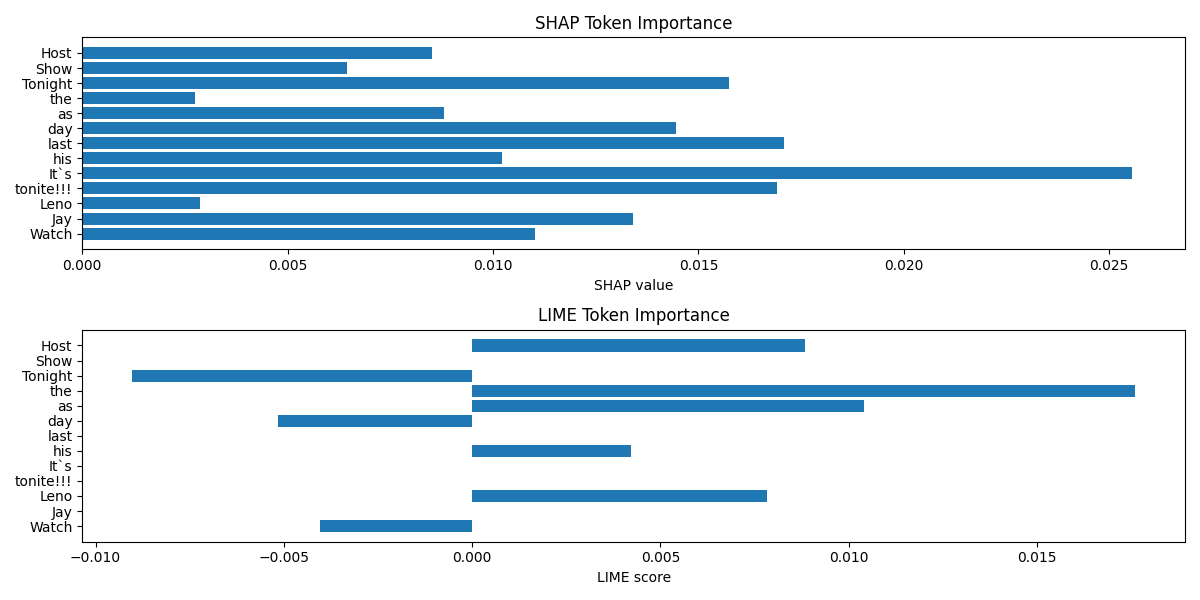 SHAP Token Importance
Host
Show
Tonight
the
as
day
last
his
It`s
tonite!!!
Leno
Jay
Watch
0.000 0.005 0.010 0.015 0.020 0.025
SHAP value
LIME Token Importance
Host
Show
Tonight
the
as
day
last
his
It`s
tonite!!!
Leno
Jay
Watch
−0.010 −0.005 0.000 0.005 0.010 0.015
LIME score